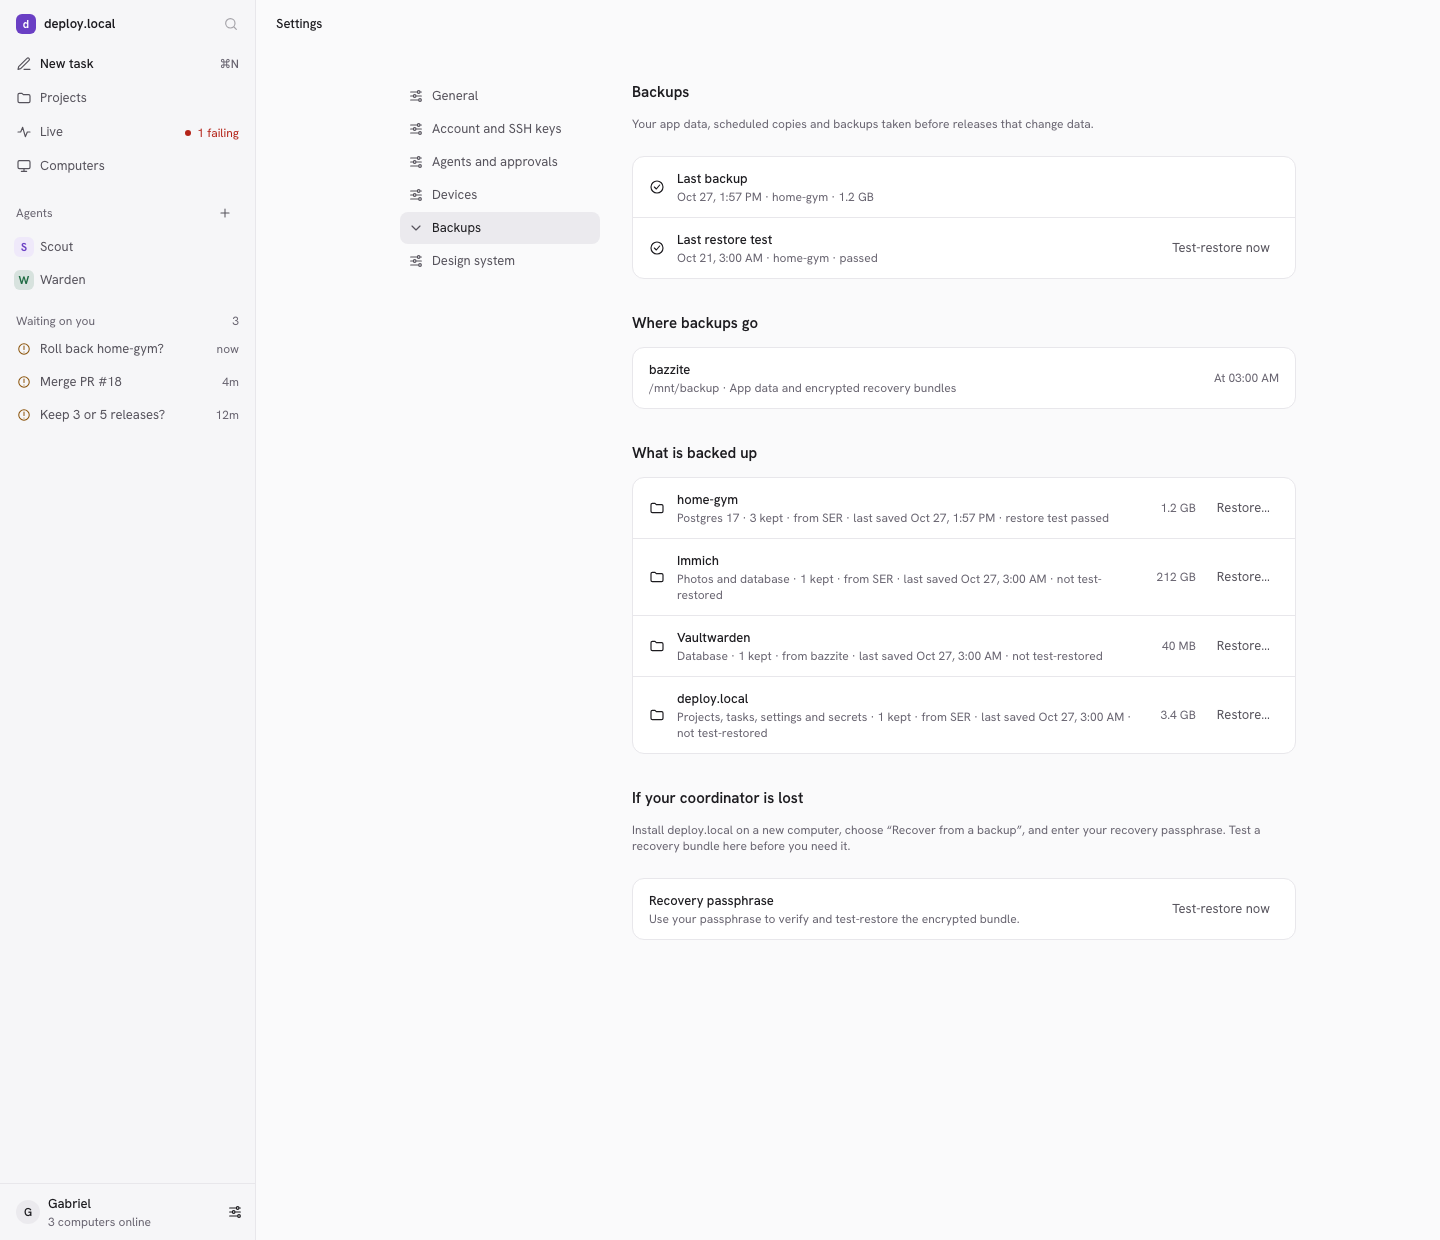 d deploy.local
New task ⌘N
Projects
Live 1 failing
Computers
Agents
S Scout
W Warden
Waiting on you 3
Roll back home-gym? now
Merge PR #18 4m
Keep 3 or 5 releases? 12m
G Gabriel
3 computers online
Settings
General
Account and SSH keys
Agents and approvals
Devices
Backups
Design system
Backups
Your app data, scheduled copies and backups taken before releases that change data.
Last backup
Oct 27, 1:57 PM · home-gym · 1.2 GB
Last restore test
Oct 21, 3:00 AM · home-gym · passed
Test-restore now
Where backups go
bazzite
/mnt/backup · App data and encrypted recovery bundles
At 03:00 AM
What is backed up
home-gym
Postgres 17 · 3 kept · from SER · last saved Oct 27, 1:57 PM · restore test passed
1.2 GB Restore...
Immich
Photos and database · 1 kept · from SER · last saved Oct 27, 3:00 AM · not test-
restored
212 GB Restore...
Vaultwarden
Database · 1 kept · from bazzite · last saved Oct 27, 3:00 AM · not test-restored
40 MB Restore...
deploy.local
Projects, tasks, settings and secrets · 1 kept · from SER · last saved Oct 27, 3:00 AM ·
not test-restored
3.4 GB Restore...
If your coordinator is lost
Install deploy.local on a new computer, choose “Recover from a backup”, and enter your recovery passphrase. Test a
recovery bundle here before you need it.
Recovery passphrase
Use your passphrase to verify and test-restore the encrypted bundle.
Test-restore now